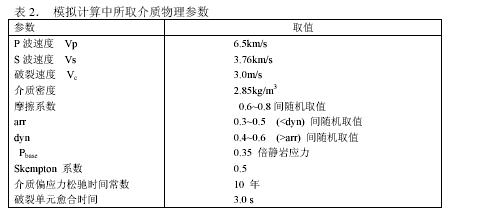 表 2． 模拟计算中所取介质物理参数
参数 取值
P 波速度 Vp 6.5km/s
S 波速度 Vs 3.76km/s
破裂速度 Vc 3.0m/s
介质密度 2.85kg/m³
摩擦系数 0.6~0.8 间随机取值
arr 0.3~0.5 (<dyn) 间随机取值
dyn 0.4~0.6 (>arr) 间随机取值
Pbase 0.35 倍静岩应力
Skempton 系数 0.5
介质偏应力松驰时间常数 10 年
破裂单元愈合时间 3.0 s